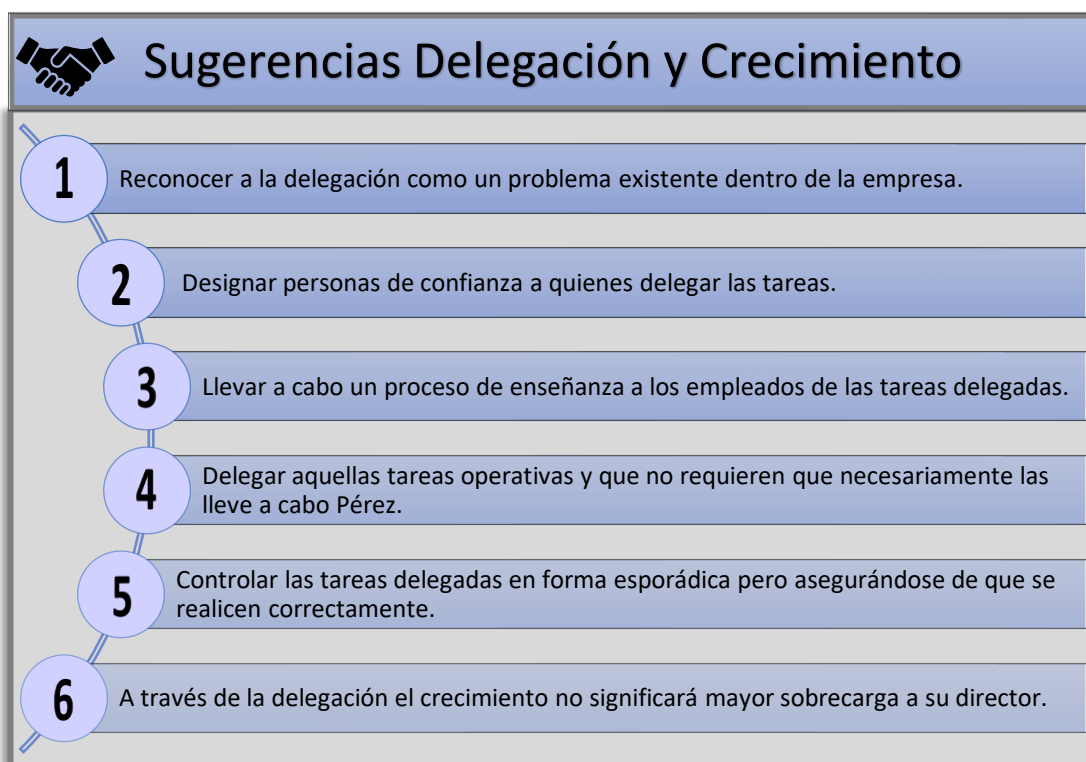 Sugerencias Delegación y Crecimiento
1
Reconocer a la delegación como un problema existente dentro de la empresa.
2
Designar personas de confianza a quienes delegar las tareas.
3
Llevar a cabo un proceso de enseñanza a los empleados de las tareas delegadas.
4
Delegar aquellas tareas operativas y que no requieren que necesariamente las
lleve a cabo Pérez.
5
Controlar las tareas delegadas en forma esporádica pero asegurándose de que se
realicen correctamente.
6
A través de la delegación el crecimiento no significará mayor sobrecarga a su director.